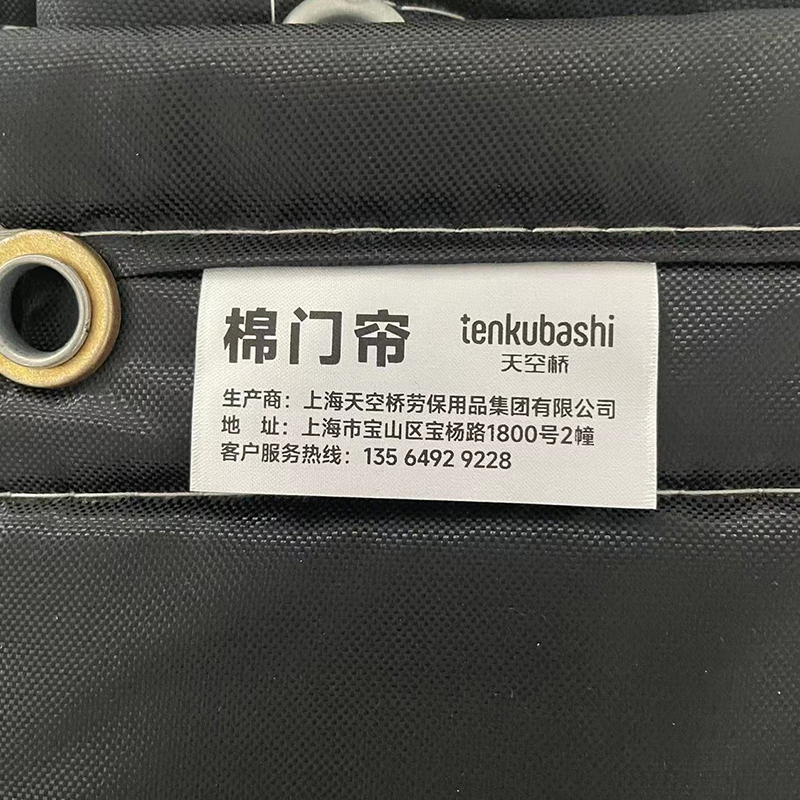 棉门帘
tenkubashi
天空桥
生产商：上海天空桥劳保用品集团有限公司
地 址：上海市宝山区宝杨路1800号2幢
客户服务热线：135 6492 9228